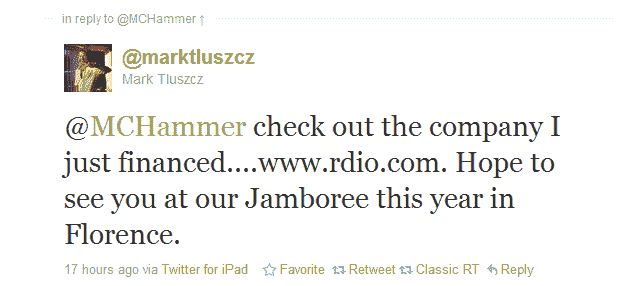 in reply to @MCHammer ↑
@marktluszcz
Mark Tluszcz
@MCHammer check out the company I
just financed....www.rdio.com. Hope to
see you at our Jamboree this year in
Florence.
17 hours ago via Twitter for iPad Favorite Retweet Classic RT Reply